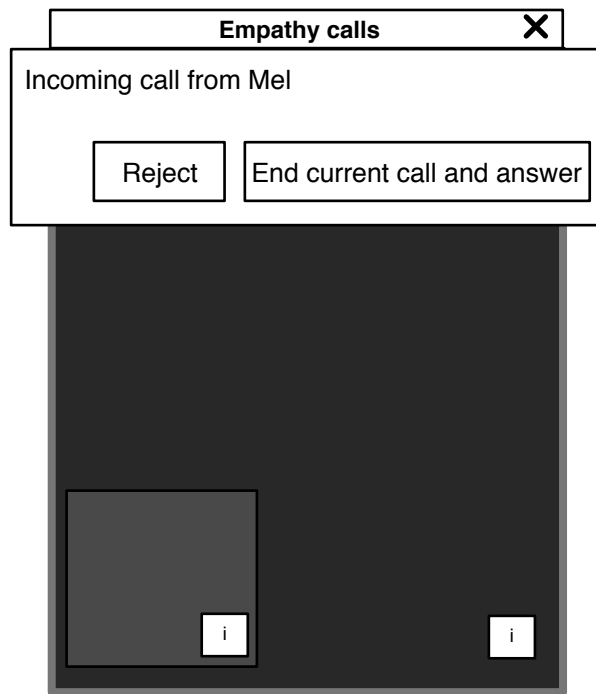 Empathy calls
Incoming call from Mel
Reject
End current call and answer
i
i